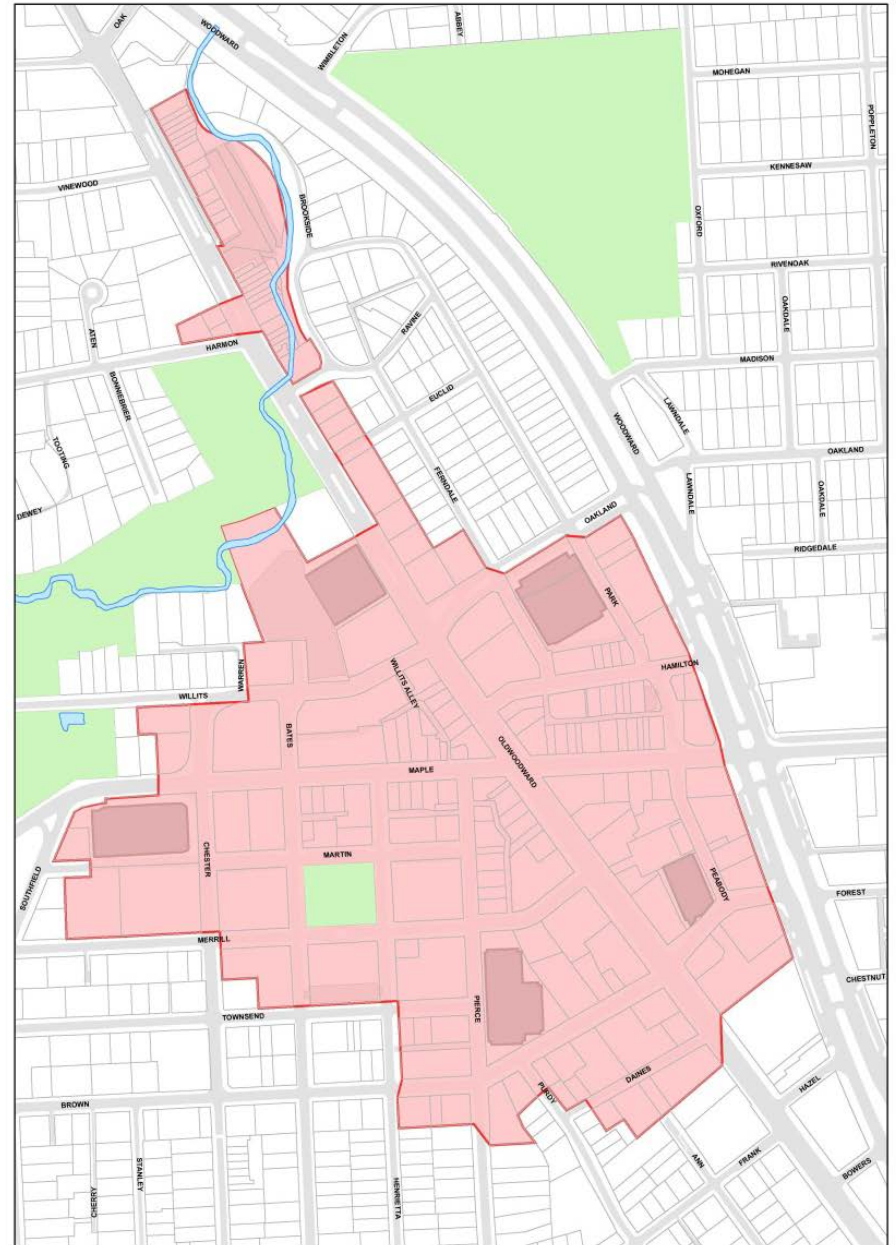 OAK
WOODWARD
WIMBLETON
ABBEY
MOHEGAN
POPPLETON
VINEWOOD
KENNESAW
BROOKSIDE
OXFORD
RIVENOAK
ATEN
HARMON
RAVINE
OAKDALE
MADISON
BONNIEBRIER
EUCLID
LAWNDALE
WOODWARD
TOOTING
OAKLAND
FERNDALE
LAWNDALE
OAKDALE
DEWEY
OAKLAND
RIDGEDALE
PARK
WARREN
WILLITS ALLEY
HAMILTON
WILLITS
BATES
OLDWOODWARD
MAPLE
CHESTER
MARTIN
PEABODY
SOUTHFIELD
FOREST
MERRILL
CHESTNUT
PIERCE
TOWNSEND
DAINES
PURDY
HAZEL
BROWN
ANN
FRANK
BOWERS
CHERRY
STANLEY
HENRIETTA